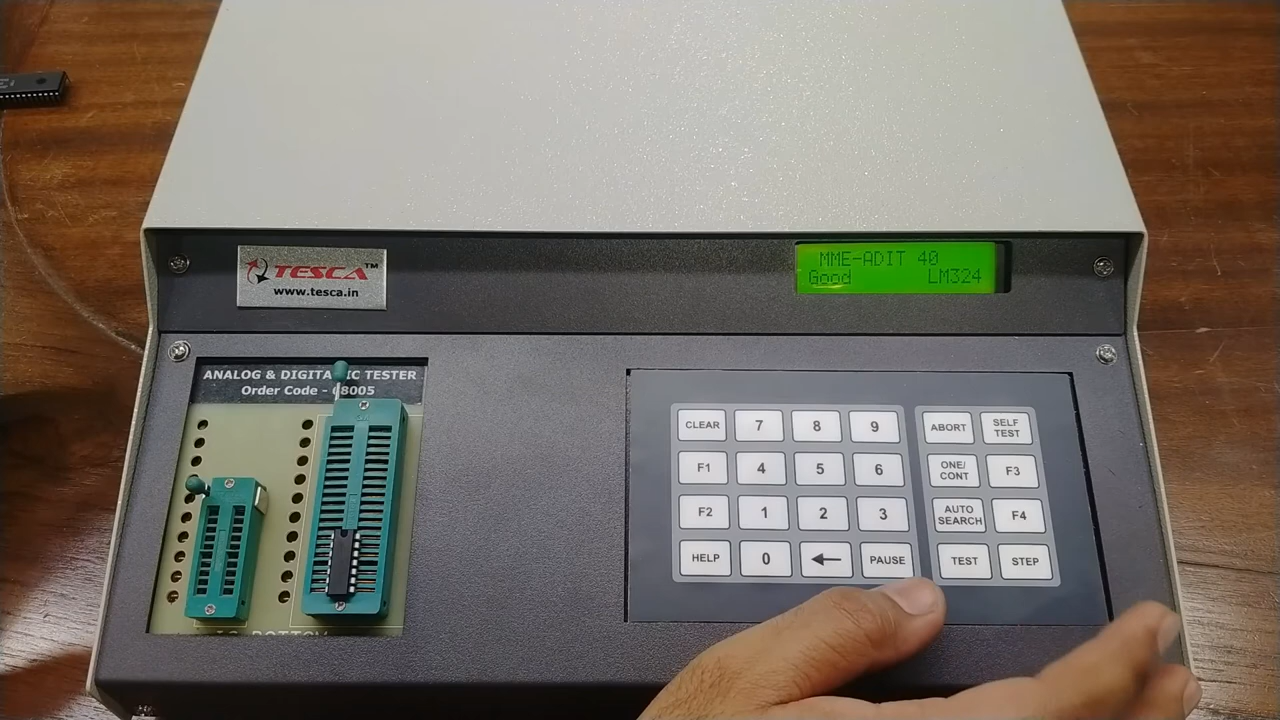 TESCA™
www.tesca.in
MME-ADIT 40
Good LM324
ANALOG & DIGITAL IC TESTER
Order Code - 68005
CLEAR 7 8 9 ABORT SELF TEST
F1 4 5 6 ONE/CONT F3
F2 1 2 3 AUTO SEARCH F4
HELP 0 ← PAUSE TEST STEP
BOTTOM